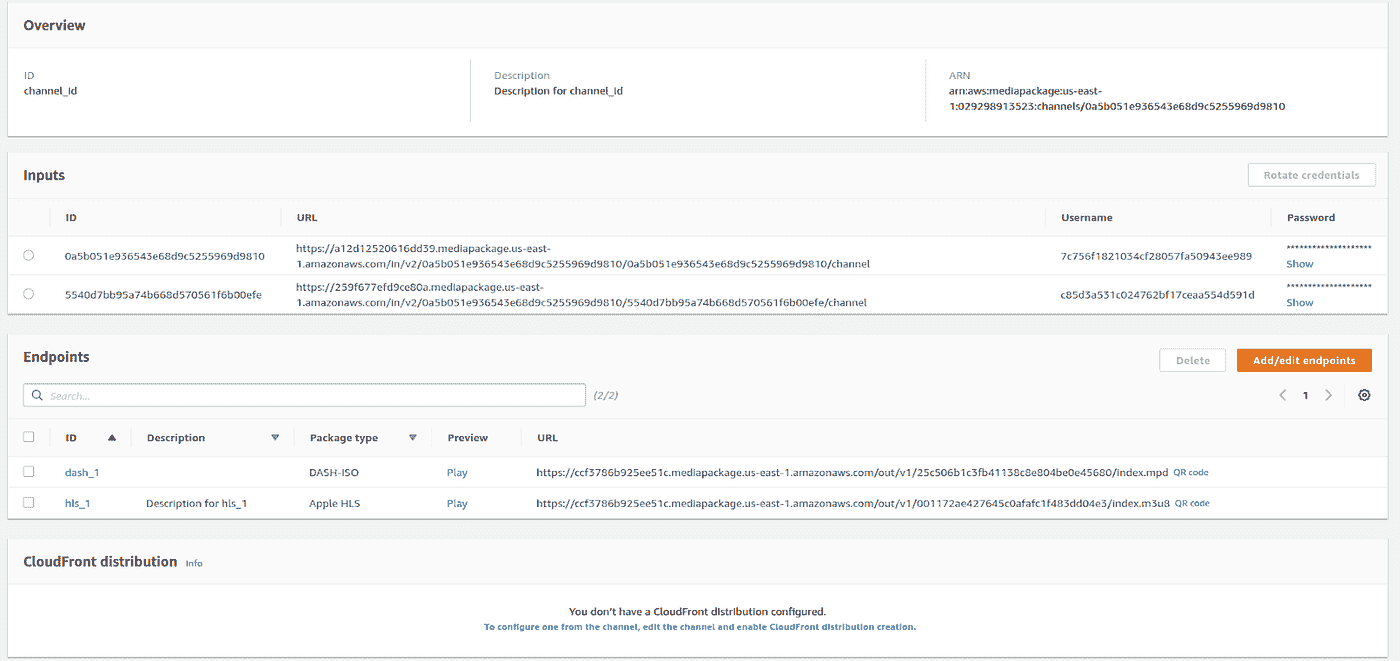 Overview
ID
channel_id
Description
Description for channel_id
ARN
arn:aws:mediapackage:us-east-
1:029298913523:channels/0a5b051e936543e68d9c5255969d9810
Inputs
Rotate credentials
ID URL Username Password
0a5b051e936543e68d9c5255969d9810
https://a12d12520616dd39.mediapackage.us-east-
1.amazonaws.com/in/v2/0a5b051e936543e68d9c5255969d9810/0a5b051e936543e68d9c5255969d9810/channel
7c756f1821034cf28057fa50943ee989
********************
Show
5540d7bb95a74b668d570561f6b00efe
https://259f677efd9ce80a.mediapackage.us-east-
1.amazonaws.com/in/v2/0a5b051e936543e68d9c5255969d9810/5540d7bb95a74b668d570561f6b00efe/channel
c85d3a531c024762bf17ceaa554d591d
********************
Show
Endpoints
Delete
Add/edit endpoints
Search...
(2/2)
1
ID Description Package type Preview URL
dash_1 DASH-ISO Play https://ccf3786b925ee51c.mediapackage.us-east-1.amazonaws.com/out/v1/25c506b1c3fb41138c8e804be0e45680/index.mpd QR code
hls_1 Description for hls_1 Apple HLS Play https://ccf3786b925ee51c.mediapackage.us-east-1.amazonaws.com/out/v1/001172ae427645c0afafc1f483dd04e3/index.m3u8 QR code
CloudFront distribution Info
You don't have a CloudFront distribution configured.
To configure one from the channel, edit the channel and enable CloudFront distribution creation.